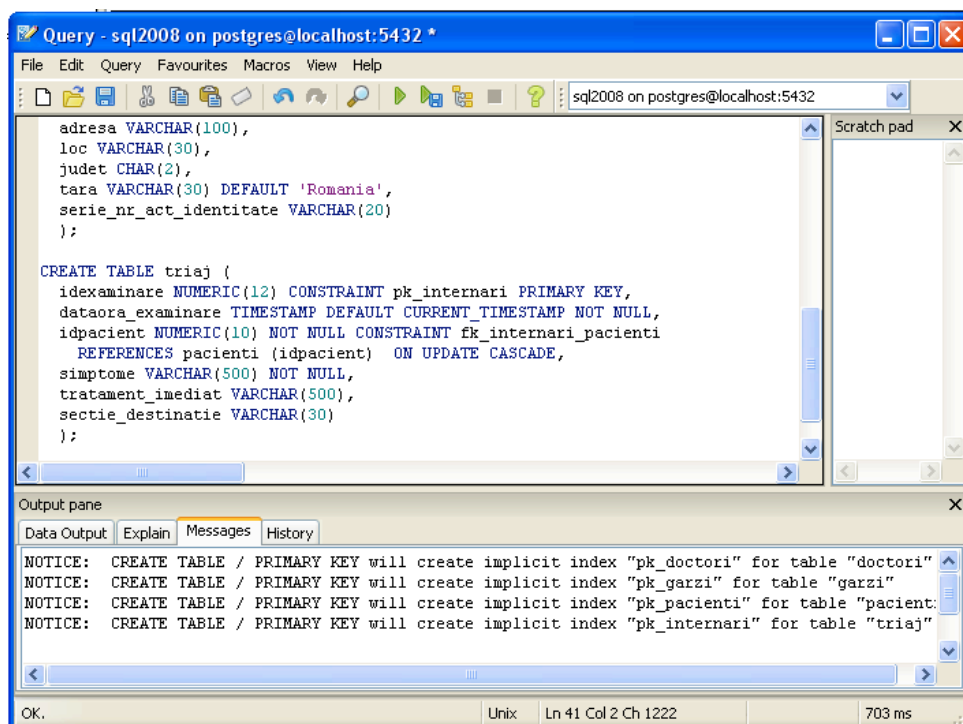 Query - sql2008 on postgres@localhost:5432 *
File Edit Query Favourites Macros View Help
sql2008 on postgres@localhost:5432
adresa VARCHAR(100),
loc VARCHAR(30),
judet CHAR(2),
tara VARCHAR(30) DEFAULT 'Romania',
serie_nr_act_identitate VARCHAR(20)
);
CREATE TABLE triaj (
idexaminare NUMERIC(12) CONSTRAINT pk_internari PRIMARY KEY,
dataora_examinare TIMESTAMP DEFAULT CURRENT_TIMESTAMP NOT NULL,
idpacient NUMERIC(10) NOT NULL CONSTRAINT fk_internari_pacienti
REFERENCES pacienti (idpacient) ON UPDATE CASCADE,
simptome VARCHAR(500) NOT NULL,
tratament_imediat VARCHAR(500),
sectie_destinatie VARCHAR(30)
);
Scratch pad
Output pane
Data Output Explain Messages History
NOTICE: CREATE TABLE / PRIMARY KEY will create implicit index "pk_doctori" for table "doctori"
NOTICE: CREATE TABLE / PRIMARY KEY will create implicit index "pk_garzi" for table "garzi"
NOTICE: CREATE TABLE / PRIMARY KEY will create implicit index "pk_pacienti" for table "pacient
NOTICE: CREATE TABLE / PRIMARY KEY will create implicit index "pk_internari" for table "triaj"
OK. Unix Ln 41 Col 2 Ch 1222 703 ms